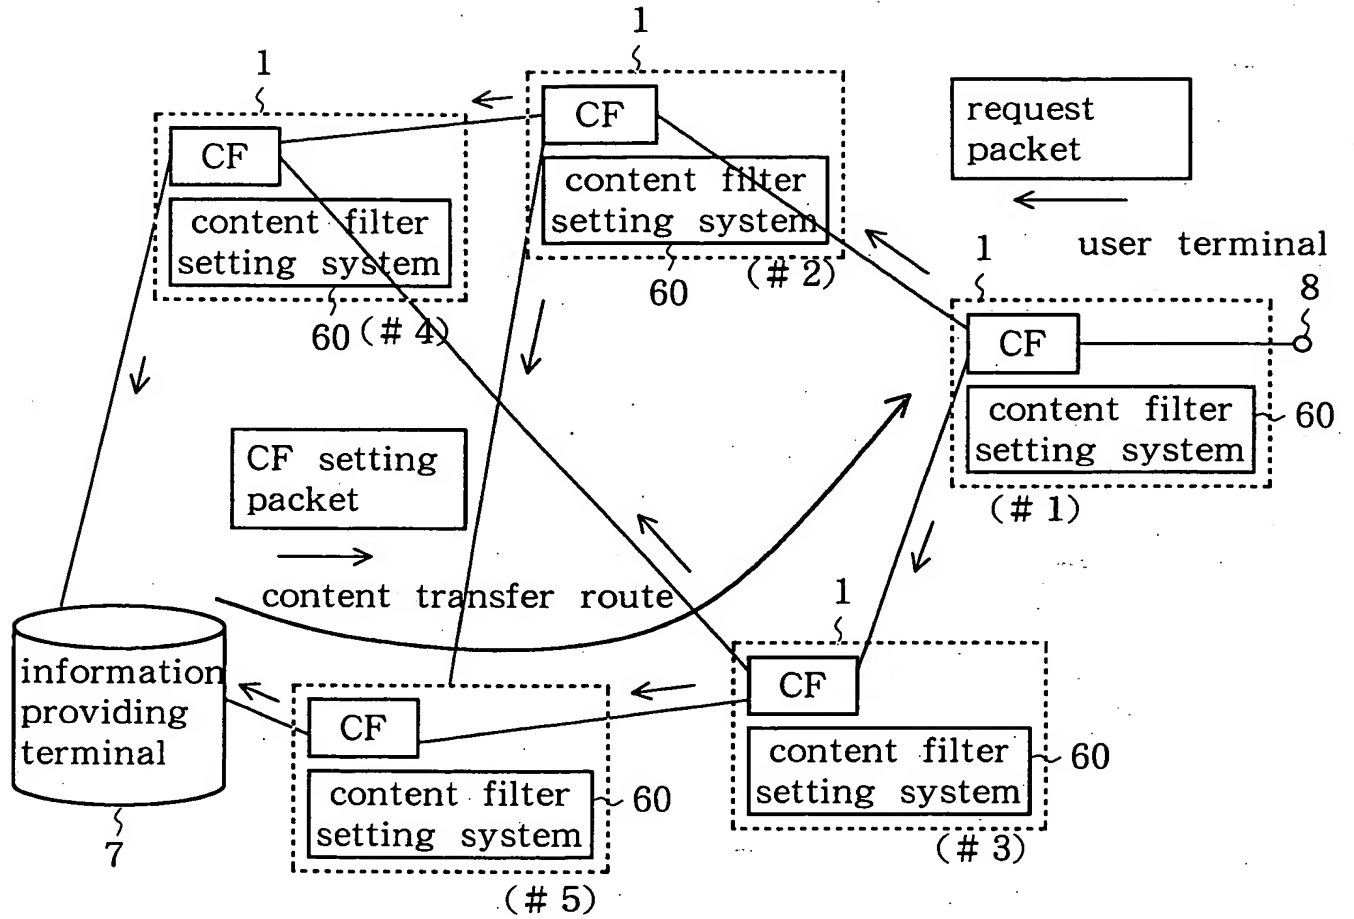 1
1
CF
request
packet
CF
content filter
setting system
content filter
setting system
user terminal
1
60
(#2)
8
60
(#4)
CF
content filter
setting system
60
CF setting
packet
(#1)
content transfer route
1
information
providing
terminal
CF
CF
content filter
setting system
60
content filter
setting system
60
7
(#3)
(#5)